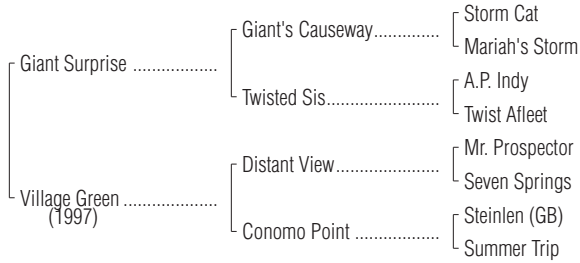 Storm Cat
Giant's Causeway..............
Mariah's Storm
Giant Surprise .................
A.P. Indy
Twisted Sis........................
Twist Afleet
Mr. Prospector
Distant View......................
Seven Springs
Village Green ...................
(1997)
Steinlen (GB)
Conomo Point ..................
Summer Trip